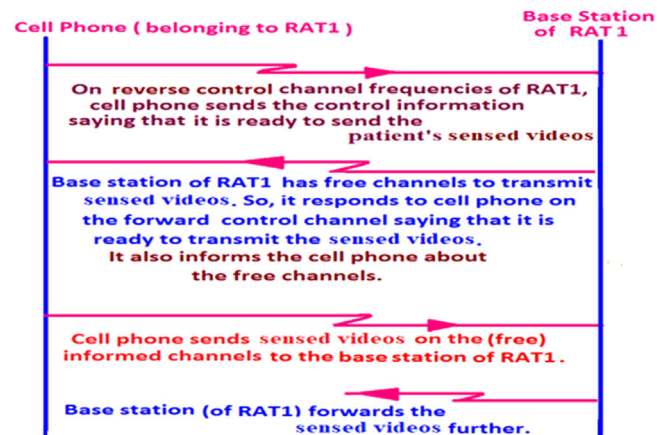 Cell Phone ( belonging to RAT1 )
Base Station
of RAT1
On reverse control channel frequencies of RAT1,
cell phone sends the control information
saying that it is ready to send the
patient's sensed videos
Base station of RAT1 has free channels to transmit
sensed videos. So, it responds to cell phone on
the forward control channel saying that it is
ready to transmit the sensed videos.
It also informs the cell phone about
the free channels.
Cell phone sends sensed videos on the (free)
informed channels to the base station of RAT1.
Base station (of RAT1) forwards the
sensed videos further.